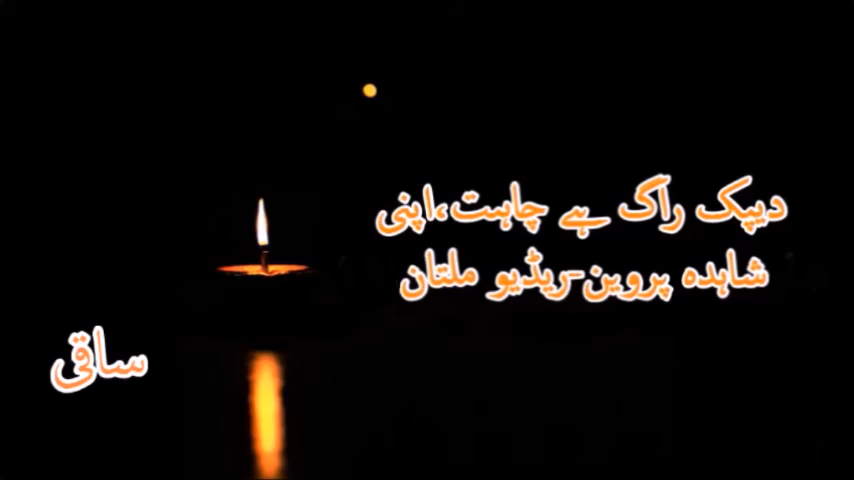 دیپک راگ ہے چاہت،اپنی
شاہدہ پروین-ریڈیو ملتان
ساقی